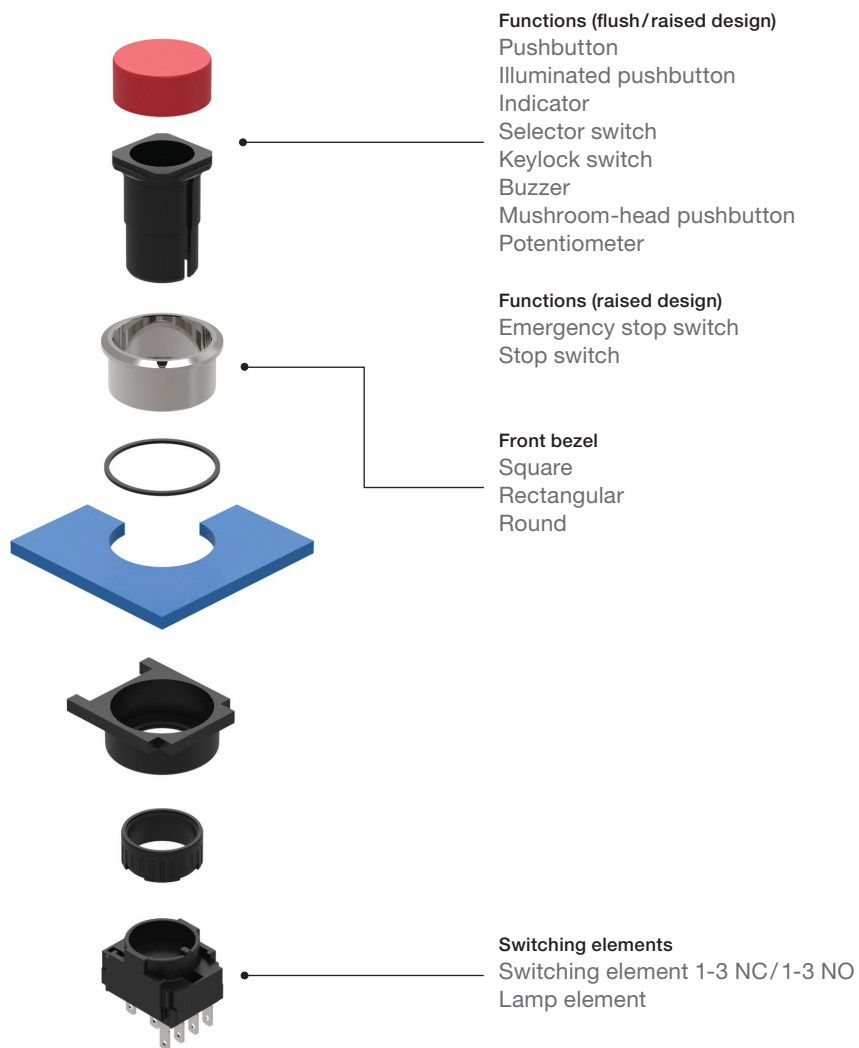 Functions (flush/raised design)
Pushbutton
Illuminated pushbutton
Indicator
Selector switch
Keylock switch
Buzzer
Mushroom-head pushbutton
Potentiometer
Functions (raised design)
Emergency stop switch
Stop switch
Front bezel
Square
Rectangular
Round
Switching elements
Switching element 1-3 NC/1-3 NO
Lamp element